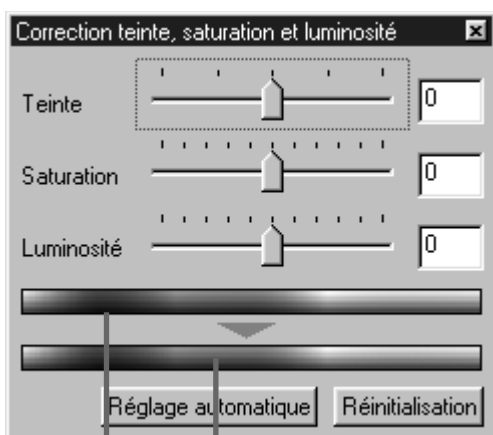 Correction teinte, saturation et luminosité
Teinte 0
Saturation 0
Luminosité 0
Réglage automatique Réinitialisation